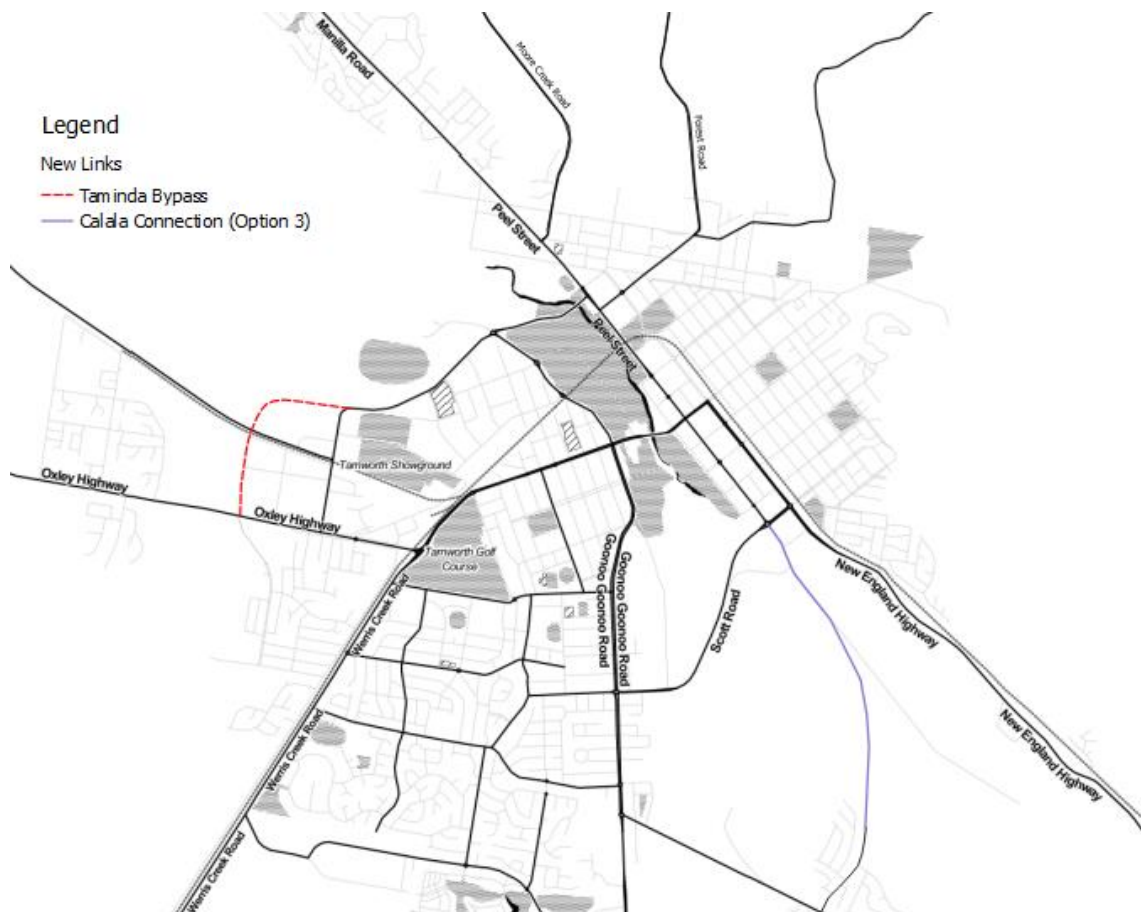 Manilla Road
Moore Creek Road
Forest Road
Legend
New Links
Taminda Bypass
Calala Connection (Option 3)
Peel Street
Peel Street
Tamworth Showground
Oxley Highway
Oxley Highway
Tamworth Golf
Course
Goonoo Goonoo Road
Goonoo Goonoo Road
Werris Creek Road
Scott Road
New England Highway
New England Highway
Werris Creek Road
Werris Creek Road